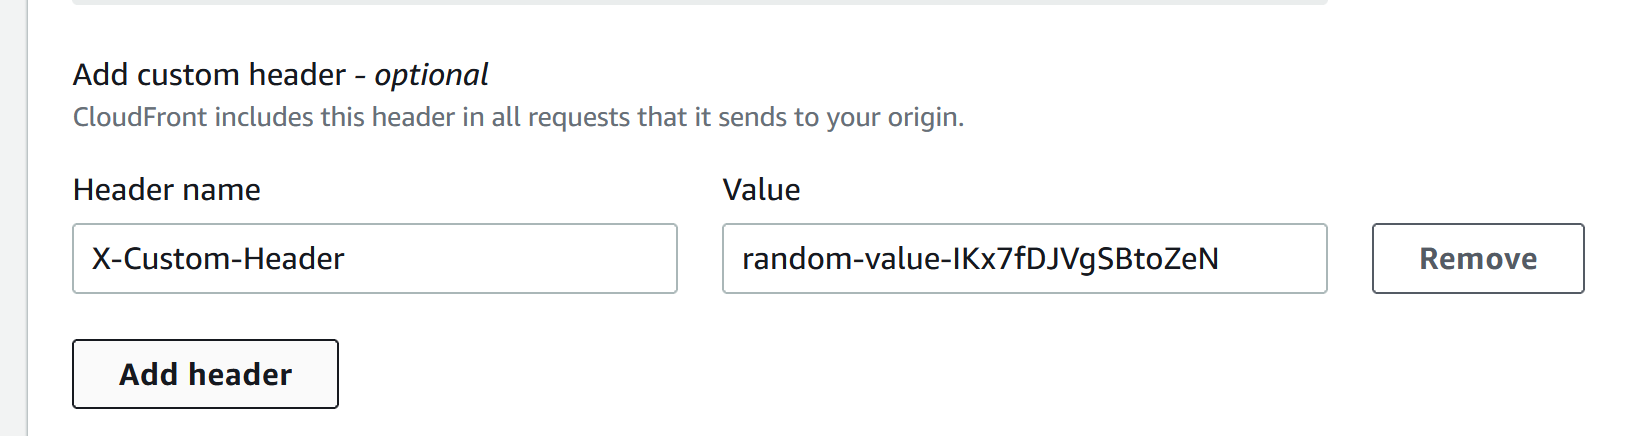 Add custom header - optional
CloudFront includes this header in all requests that it sends to your origin.
Header name
Value
X-Custom-Header
random-value-IKx7fDJVgSBtoZeN
Remove
Add header